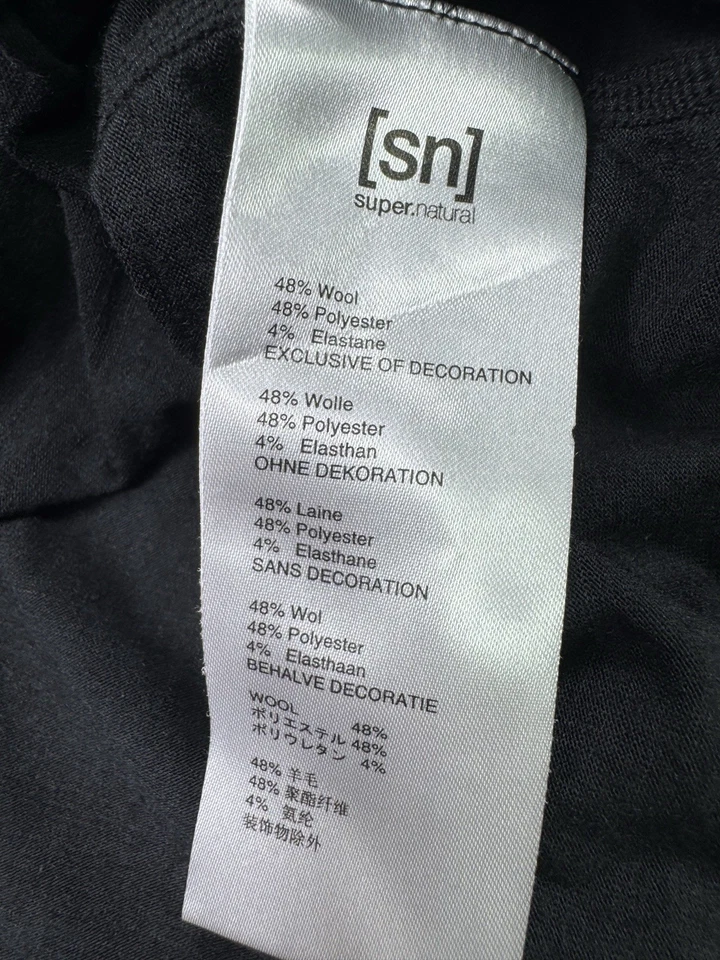 [sn]
super.natural
48% Wool
48% Polyester
4% Elastane
EXCLUSIVE OF DECORATION
48% Wolle
48% Polyester
4% Elasthan
OHNE DEKORATION
48% Laine
48% Polyester
4% Elasthane
SANS DECORATION
48% Wol
48% Polyester
4% Elasthaan
BEHALVE DECORATIE
WOOL 48%
ポリエステル 48%
ポリウレタン 4%
48% 羊毛
48% 聚酯纤维
4% 氨纶
装饰物除外